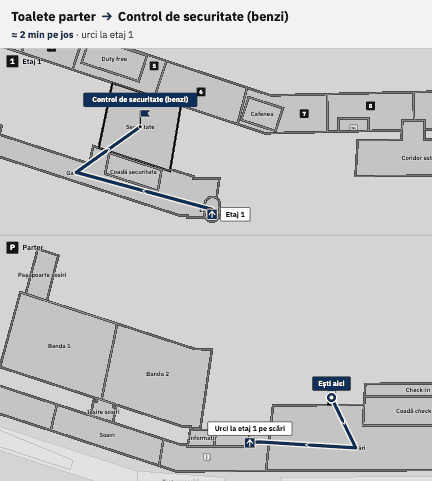 Toalete parter → Control de securitate (benzi)
≈ 2 min pe jos · urci la etaj 1
1 Etaj 1
Duty free
5
6
Control de securitate (benzi)
Cafenea
7
8
Coadă securitate
Coridor est
Etaj 1
P Parter
Pașapoarte sosiri
Banda 1
Banda 2
Ieșire sosiri
Sosiri
Informații
Urci la etaj 1 pe scări
Ești aici
Check-in
Coadă check-